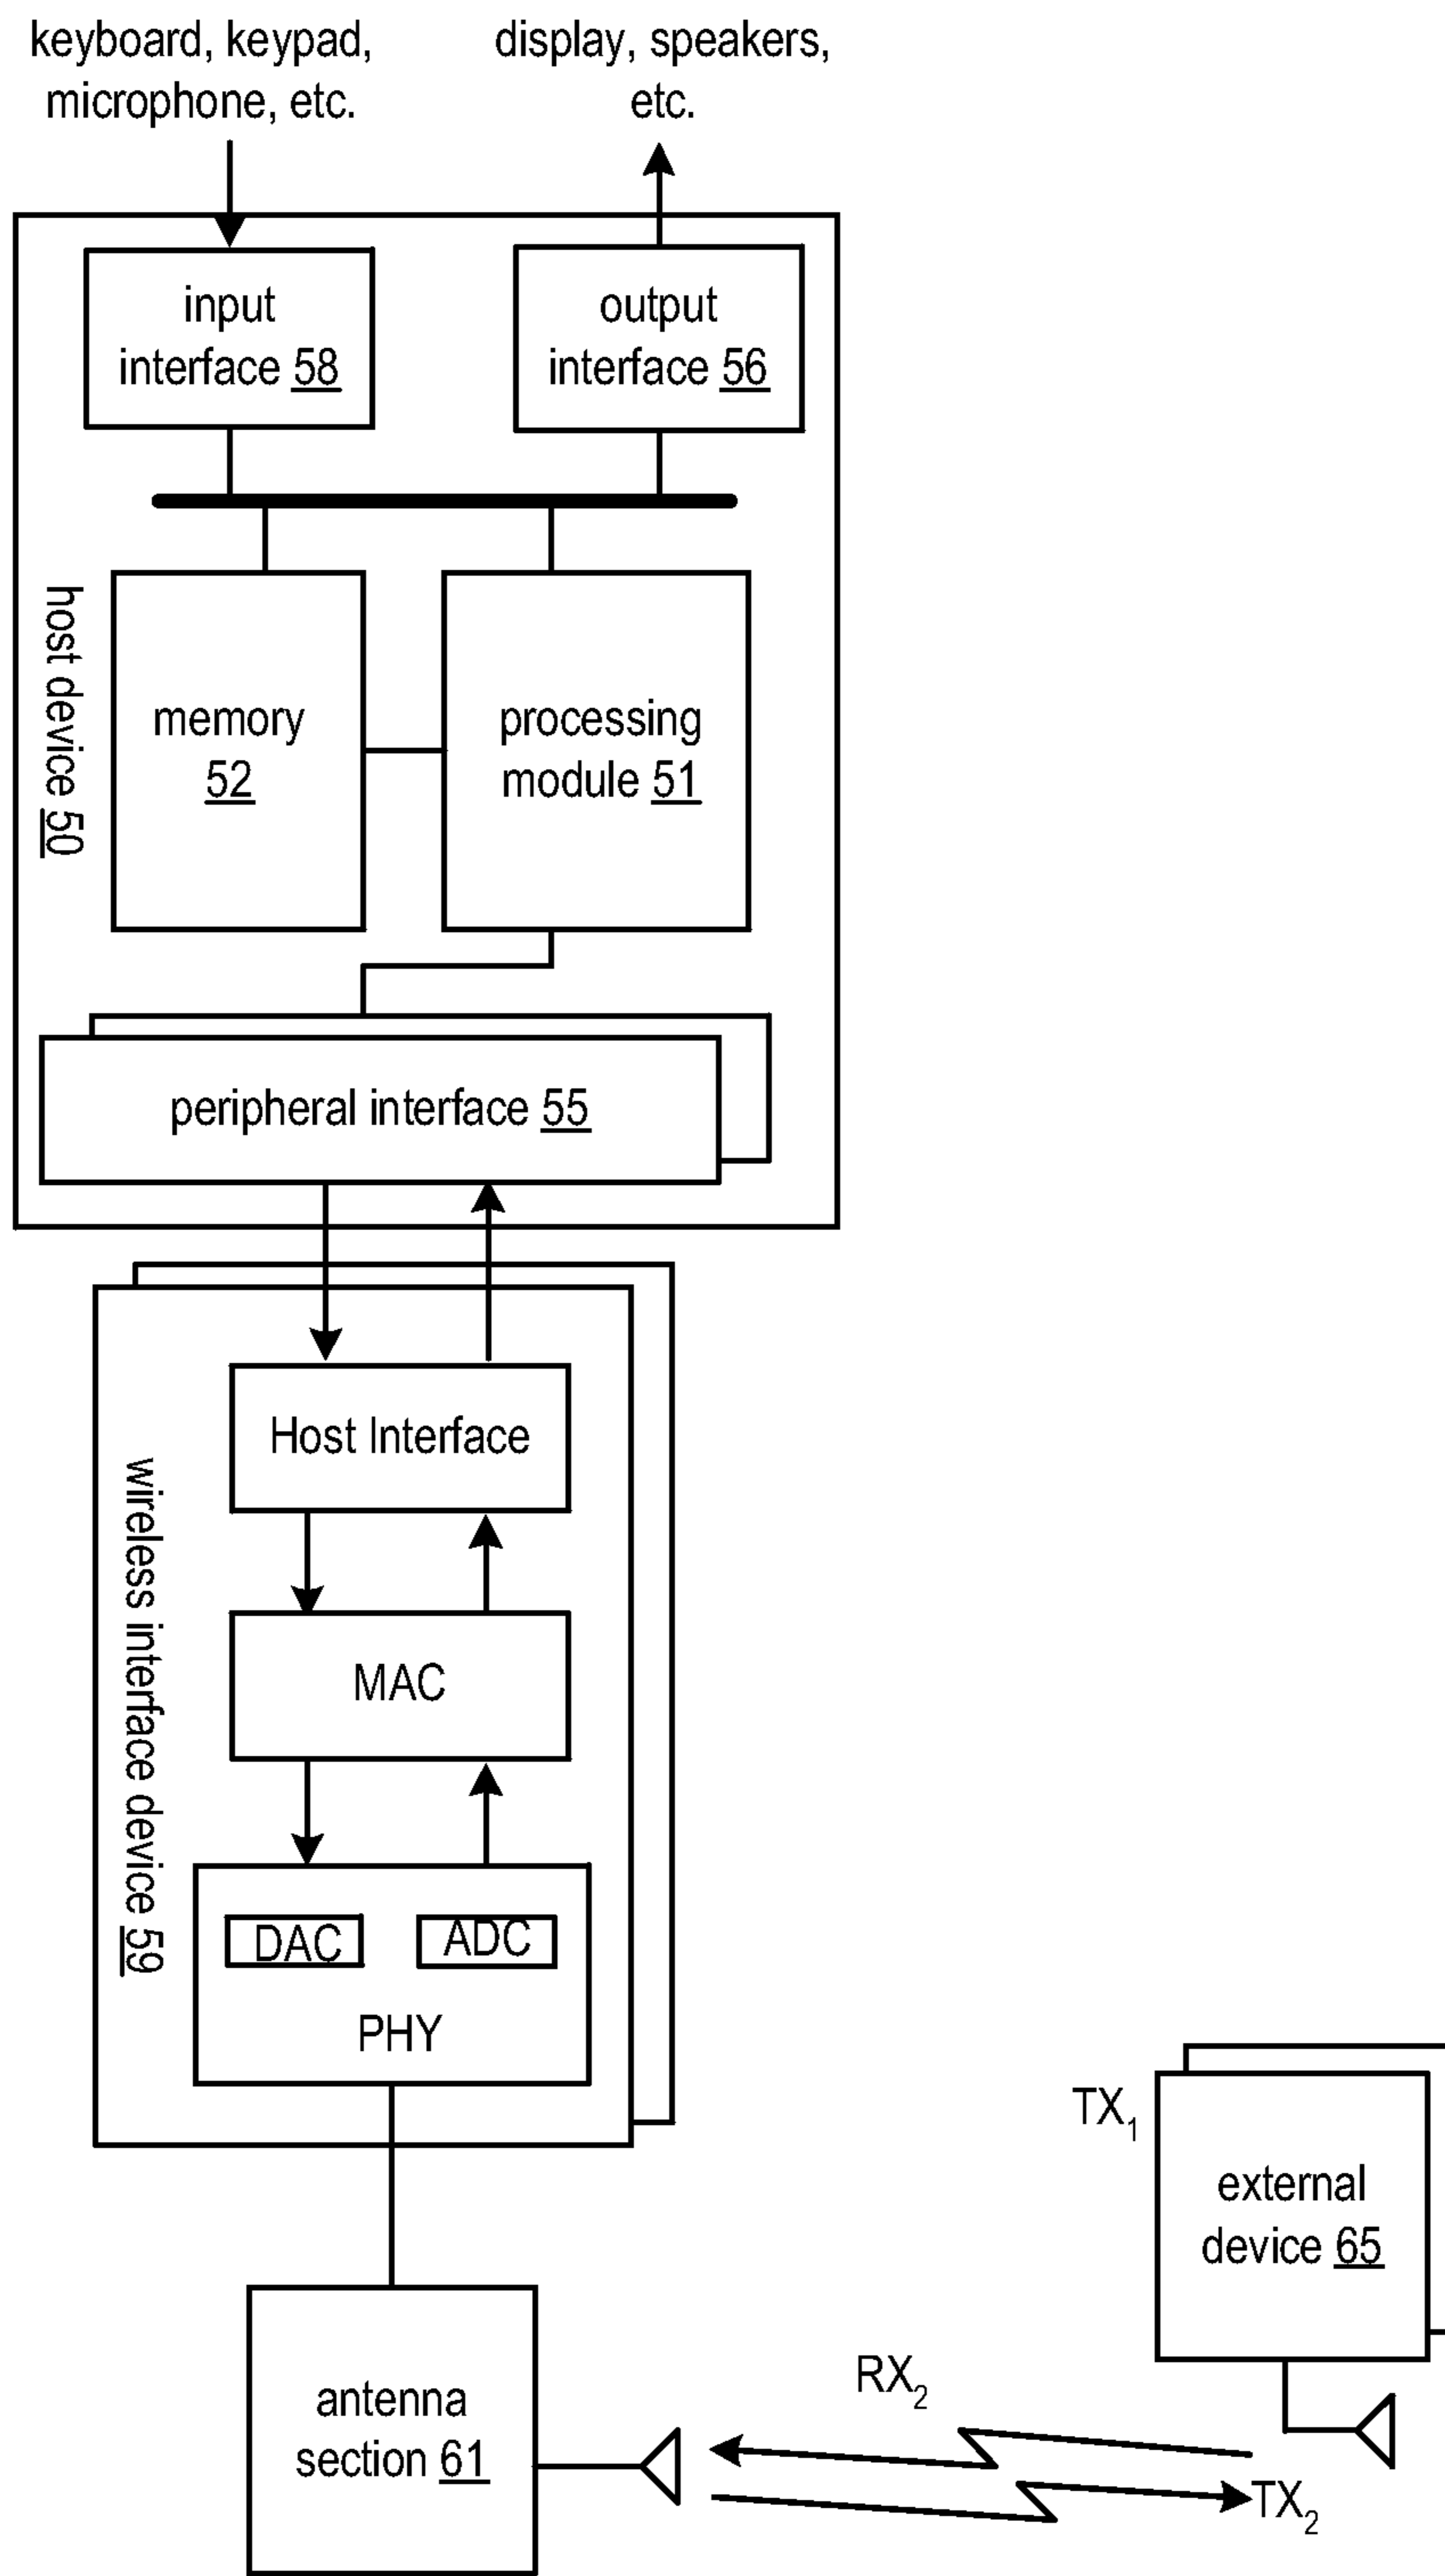 keyboard, keypad,
microphone, etc.
display, speakers,
etc.
input
interface 58
output
interface 56
host device 50
memory
52
processing
module 51
peripheral interface 55
wireless interface device 59
Host Interface
MAC
DAC
ADC
PHY
TX1
external
device 65
antenna
section 61
RX2
TX2